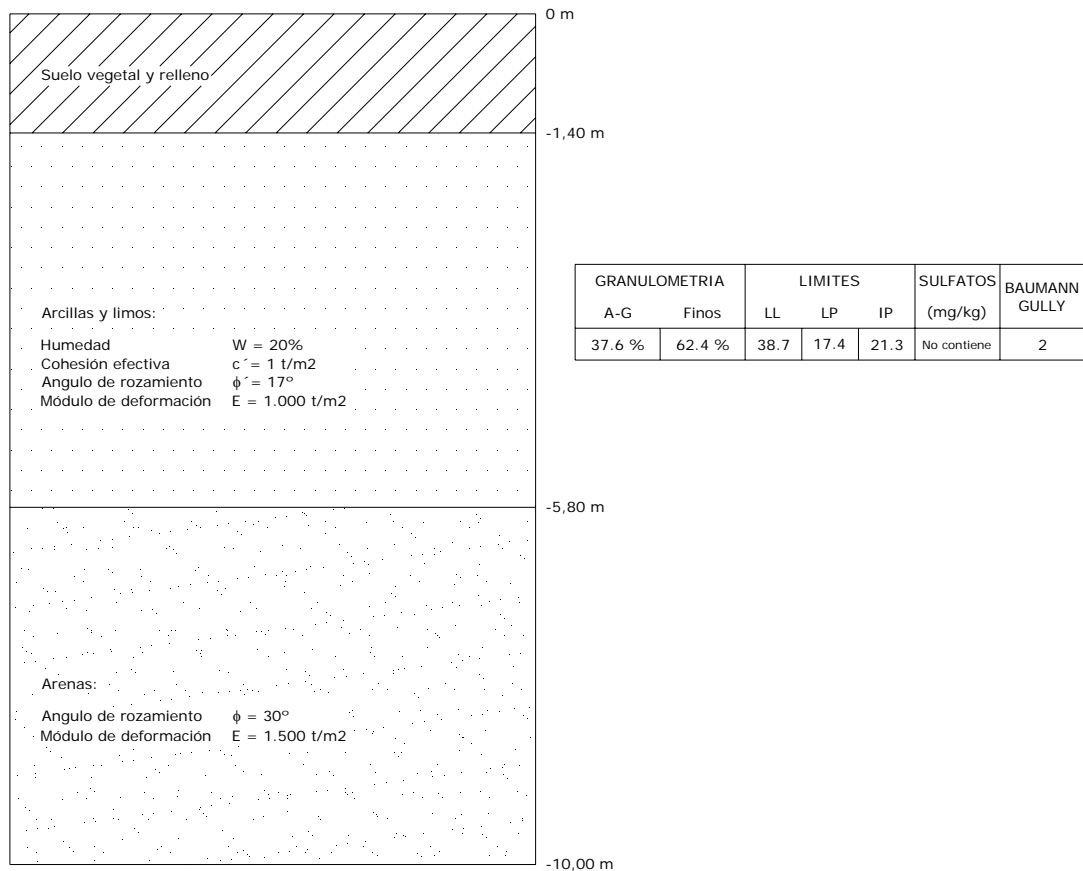 0 m
Suelo vegetal y relleno
-1,40 m
Arcillas y limos:
Humedad W = 20%
Cohesión efectiva c´= 1 t/m2
Angulo de rozamiento ϕ´= 17º
Módulo de deformación E = 1.000 t/m2
GRANULOMETRIA LIMITES SULFATOS BAUMANN
A-G Finos LL LP IP (mg/kg) GULLY
37.6 % 62.4 % 38.7 17.4 21.3 No contiene 2
-5,80 m
Arenas:
Angulo de rozamiento ϕ = 30º
Módulo de deformación E = 1.500 t/m2
-10,00 m